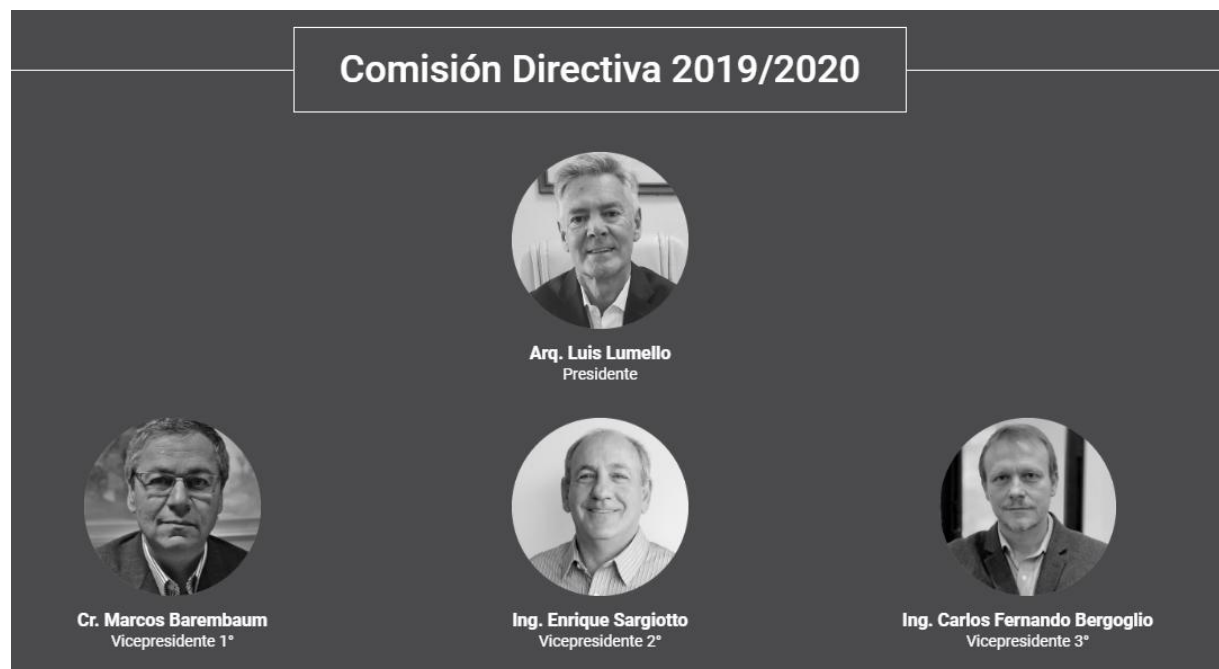 Comisión Directiva 2019/2020
Arq. Luis Lumello
Presidente
Cr. Marcos Barembaum
Vicepresidente 1°
Ing. Enrique Sargiotto
Vicepresidente 2°
Ing. Carlos Fernando Bergoglio
Vicepresidente 3°